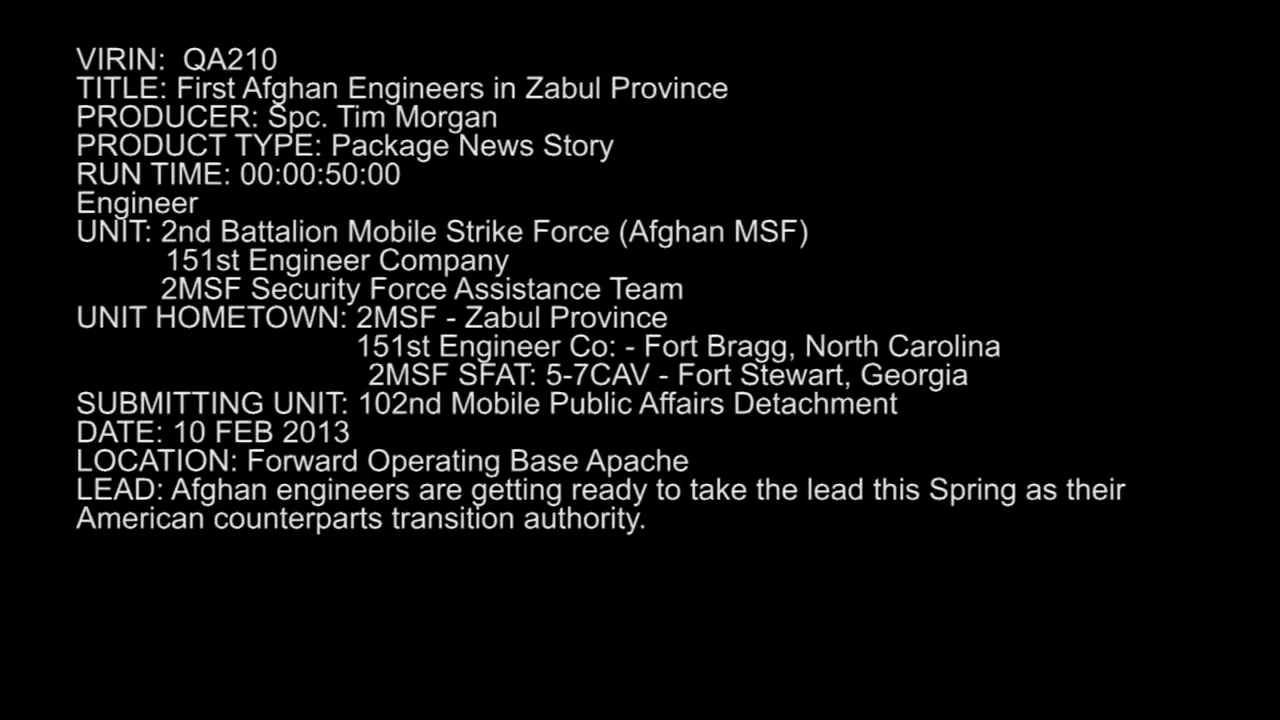 VIRIN:  QA210
TITLE: First Afghan Engineers in Zabul Province
PRODUCER: Spc. Tim Morgan
PRODUCT TYPE: Package News Story
RUN TIME: 00:00:50:00
Engineer
UNIT: 2nd Battalion Mobile Strike Force (Afghan MSF)
151st Engineer Company
2MSF Security Force Assistance Team
UNIT HOMETOWN: 2MSF - Zabul Province
151st Engineer Co: - Fort Bragg, North Carolina
2MSF SFAT: 5-7CAV - Fort Stewart, Georgia
SUBMITTING UNIT: 102nd Mobile Public Affairs Detachment
DATE: 10 FEB 2013
LOCATION: Forward Operating Base Apache
LEAD: Afghan engineers are getting ready to take the lead this Spring as their
American counterparts transition authority.